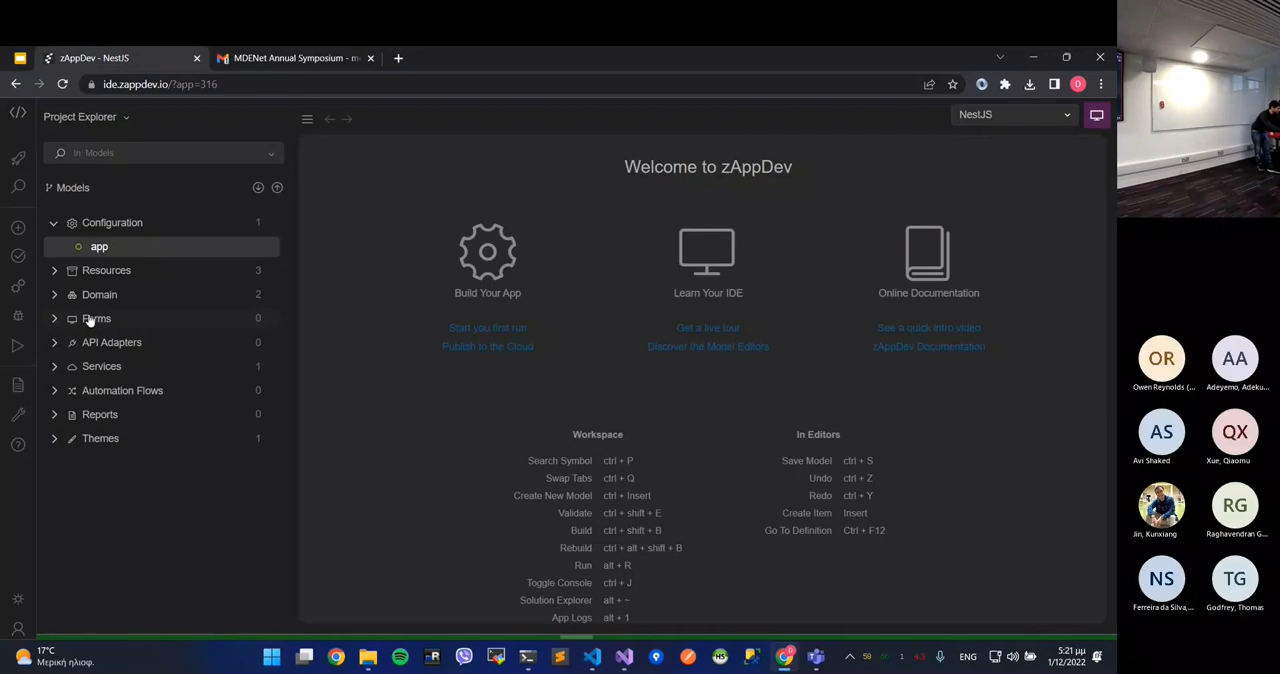 zAppDev - NestJS
MDENet Annual Symposium - m
ide.zappdev.io/?app=316
D
Project Explorer
NestJS
In: Models
Models
Configuration 1
app
Resources 3
Domain 2
Forms 0
API Adapters 0
Services 1
Automation Flows 0
Reports 0
Themes 1
Welcome to zAppDev
Build Your App
Learn Your IDE
Online Documentation
Start you first run
Get a live tour
See a quick intro video
Publish to the Cloud
Discover the Model Editors
zAppDev Documentation
Workspace
Search Symbol ctrl + P
Swap Tabs ctrl + Q
Create New Model ctrl + Insert
Validate ctrl + shift + E
Build ctrl + shift + B
Rebuild ctrl + alt + shift + B
Run alt + R
Toggle Console ctrl + J
Solution Explorer alt + ~
App Logs alt + 1
In Editors
Save Model ctrl + S
Undo ctrl + Z
Redo ctrl + Y
Create Item Insert
Go To Definition Ctrl + F12
OR
AA
Owen Reynolds (...
Adeyemo, Adeku...
AS
QX
Avi Shaked
Xue, Qiaomu
RG
Jin, Kunxiang
Raghavendran G...
NS
TG
Ferreira da Silva,...
Godfrey, Thomas
17°C
Μερική ηλιοφ.
ENG
5:21 μμ
1/12/2022